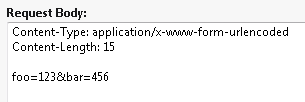 Request Body:
Content-Type: application/x-www-form-urlencoded
Content-Length: 15

foo=123&bar=456